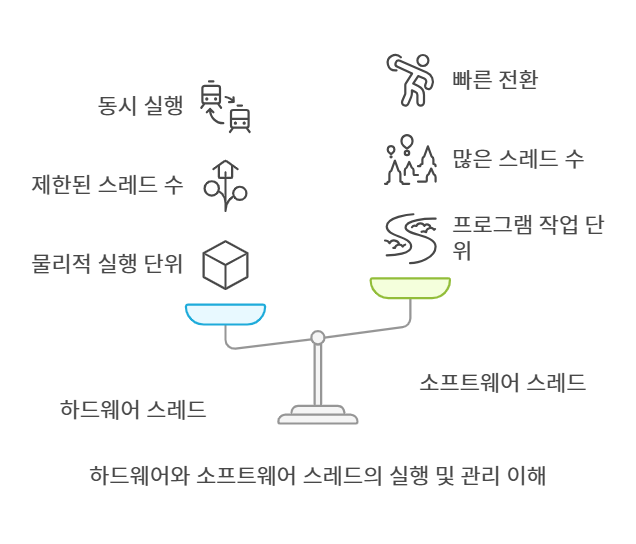 동시 실행
제한된 스레드 수
물리적 실행 단위
하드웨어 스레드
빠른 전환
많은 스레드 수
프로그램 작업 단
위
소프트웨어 스레드
하드웨어와 소프트웨어 스레드의 실행 및 관리 이해